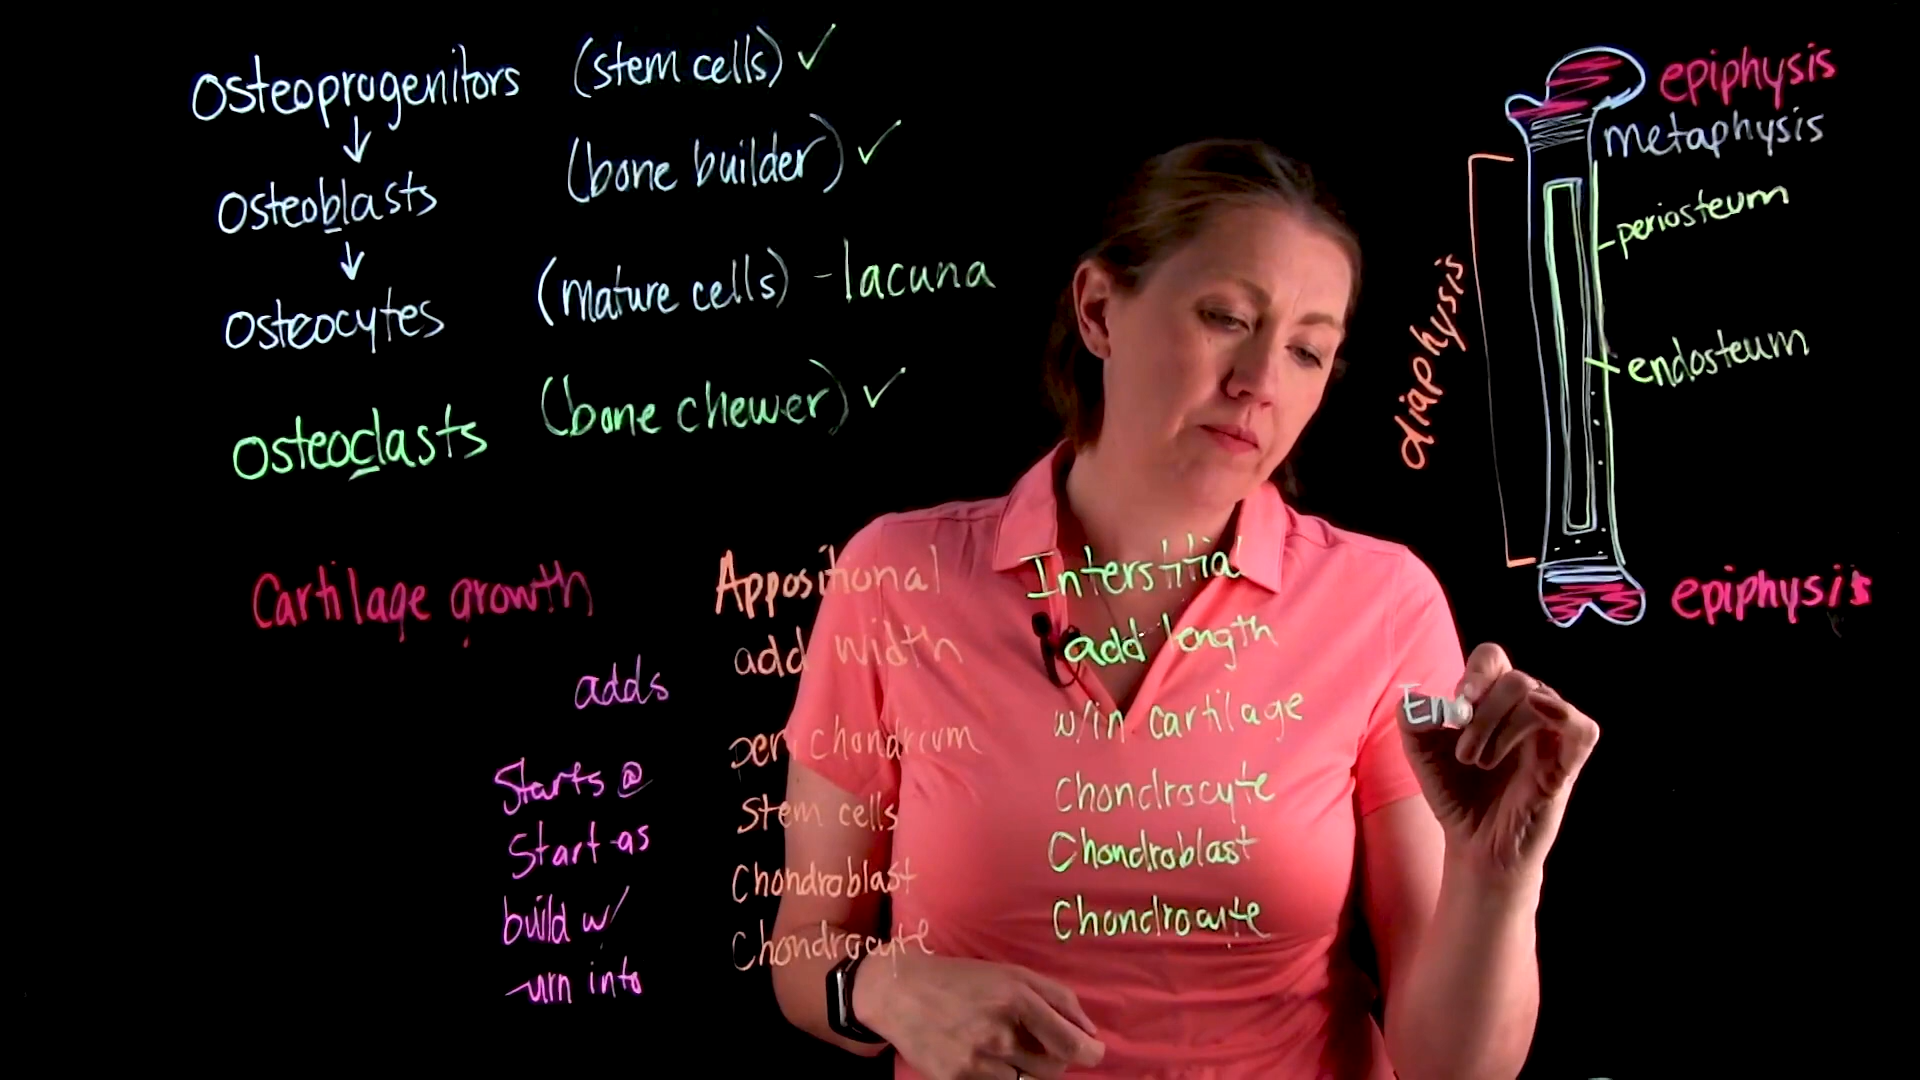 Osteoprogenitors (stem cells) ✓
↓
Osteoblasts (bone builder) ✓
↓
Osteocytes (mature cells) - lacuna
Osteoclasts (bone chewer) ✓
Cartilage growth Appositional Interstitial
adds add width add length
Starts @ perichondrium w/in cartilage
Start as Stem cells Chondrocyte
build w/ Chondroblast Chondroblast
urn into Chondrocyte Chondrocyte
epiphysis
metaphysis
periosteum
endosteum
diaphysis
epiphysis
En